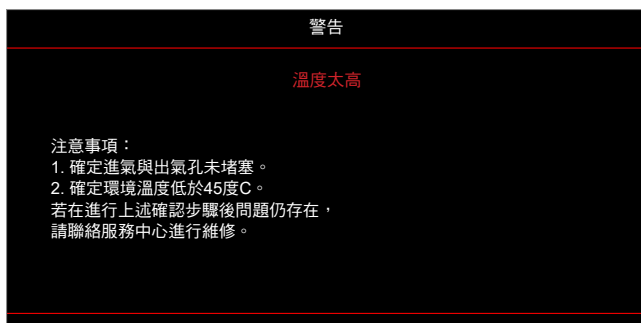 警告
溫度太高
注意事項：
1. 確定進氣與出氣孔未堵塞。
2. 確定環境溫度低於45度C。
若在進行上述確認步驟後問題仍存在，
請聯絡服務中心進行維修。